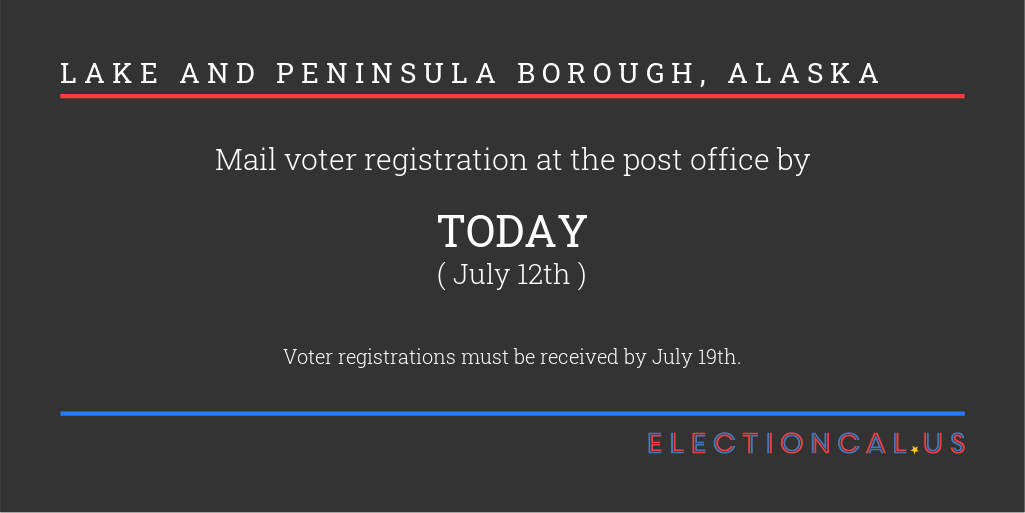 LAKE AND PENINSULA BOROUGH, ALASKA
Mail voter registration at the post office by
TODAY
( July 12th )
Voter registrations must be received by July 19th.
ELECTIONCAL.US